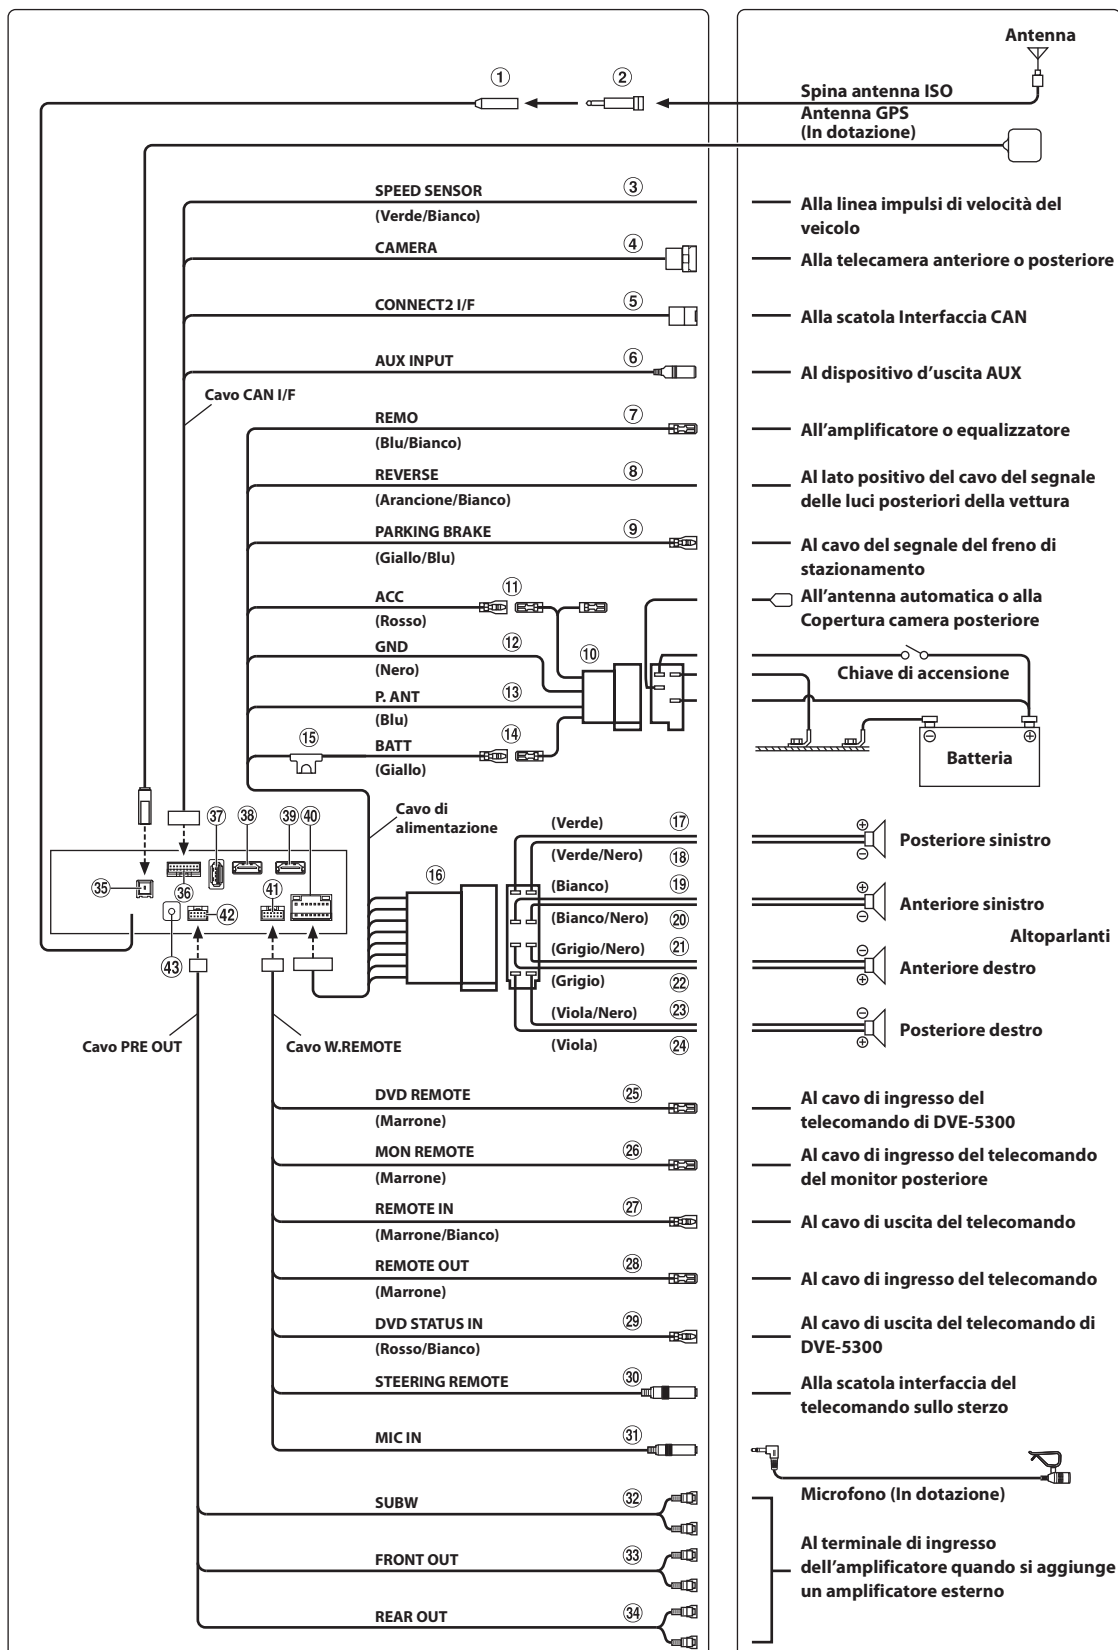 Antenna
① ②
Spina antenna ISO
Antenna GPS
(In dotazione)
SPEED SENSOR ③
(Verde/Bianco)
Alla linea impulsi di velocità del
veicolo
CAMERA ④
Alla telecamera anteriore o posteriore
CONNECT2 I/F ⑤
Alla scatola Interfaccia CAN
AUX INPUT ⑥
Al dispositivo d’uscita AUX
Cavo CAN I/F
REMO ⑦
(Blu/Bianco)
All’amplificatore o equalizzatore
REVERSE ⑧
(Arancione/Bianco)
Al lato positivo del cavo del segnale
delle luci posteriori della vettura
PARKING BRAKE ⑨
(Giallo/Blu)
Al cavo del segnale del freno di
stazionamento
ACC ⑪
(Rosso)
All’antenna automatica o alla
Copertura camera posteriore
GND ⑫
(Nero)
⑩
Chiave di accensione
P. ANT ⑬
(Blu)
⑮ BATT ⑭
(Giallo)
⊖ ⊕
Batteria
Cavo di
alimentazione
㊲ ㊳ ㊴ ㊵
㉟ ㊱ ㊶ ㊷ ㊸
⑯
(Verde) ⑰
(Verde/Nero) ⑱
⊕
⊖
Posteriore sinistro
(Bianco) ⑲
(Bianco/Nero) ⑳
⊕
⊖
Anteriore sinistro
Altoparlanti
(Grigio/Nero) ㉑
(Grigio) ㉒
⊖
⊕
Anteriore destro
(Viola/Nero) ㉓
(Viola) ㉔
⊖
⊕
Posteriore destro
Cavo PRE OUT
Cavo W.REMOTE
DVD REMOTE ㉕
(Marrone)
Al cavo di ingresso del
telecomando di DVE-5300
MON REMOTE ㉖
(Marrone)
Al cavo di ingresso del telecomando
del monitor posteriore
REMOTE IN ㉗
(Marrone/Bianco)
Al cavo di uscita del telecomando
REMOTE OUT ㉘
(Marrone)
Al cavo di ingresso del telecomando
DVD STATUS IN ㉙
(Rosso/Bianco)
Al cavo di uscita del telecomando di
DVE-5300
STEERING REMOTE ㉚
Alla scatola interfaccia del
telecomando sullo sterzo
MIC IN ㉛
Microfono (In dotazione)
SUBW ㉜
FRONT OUT ㉝
REAR OUT ㉞
Al terminale di ingresso
dell’amplificatore quando si aggiunge
un amplificatore esterno